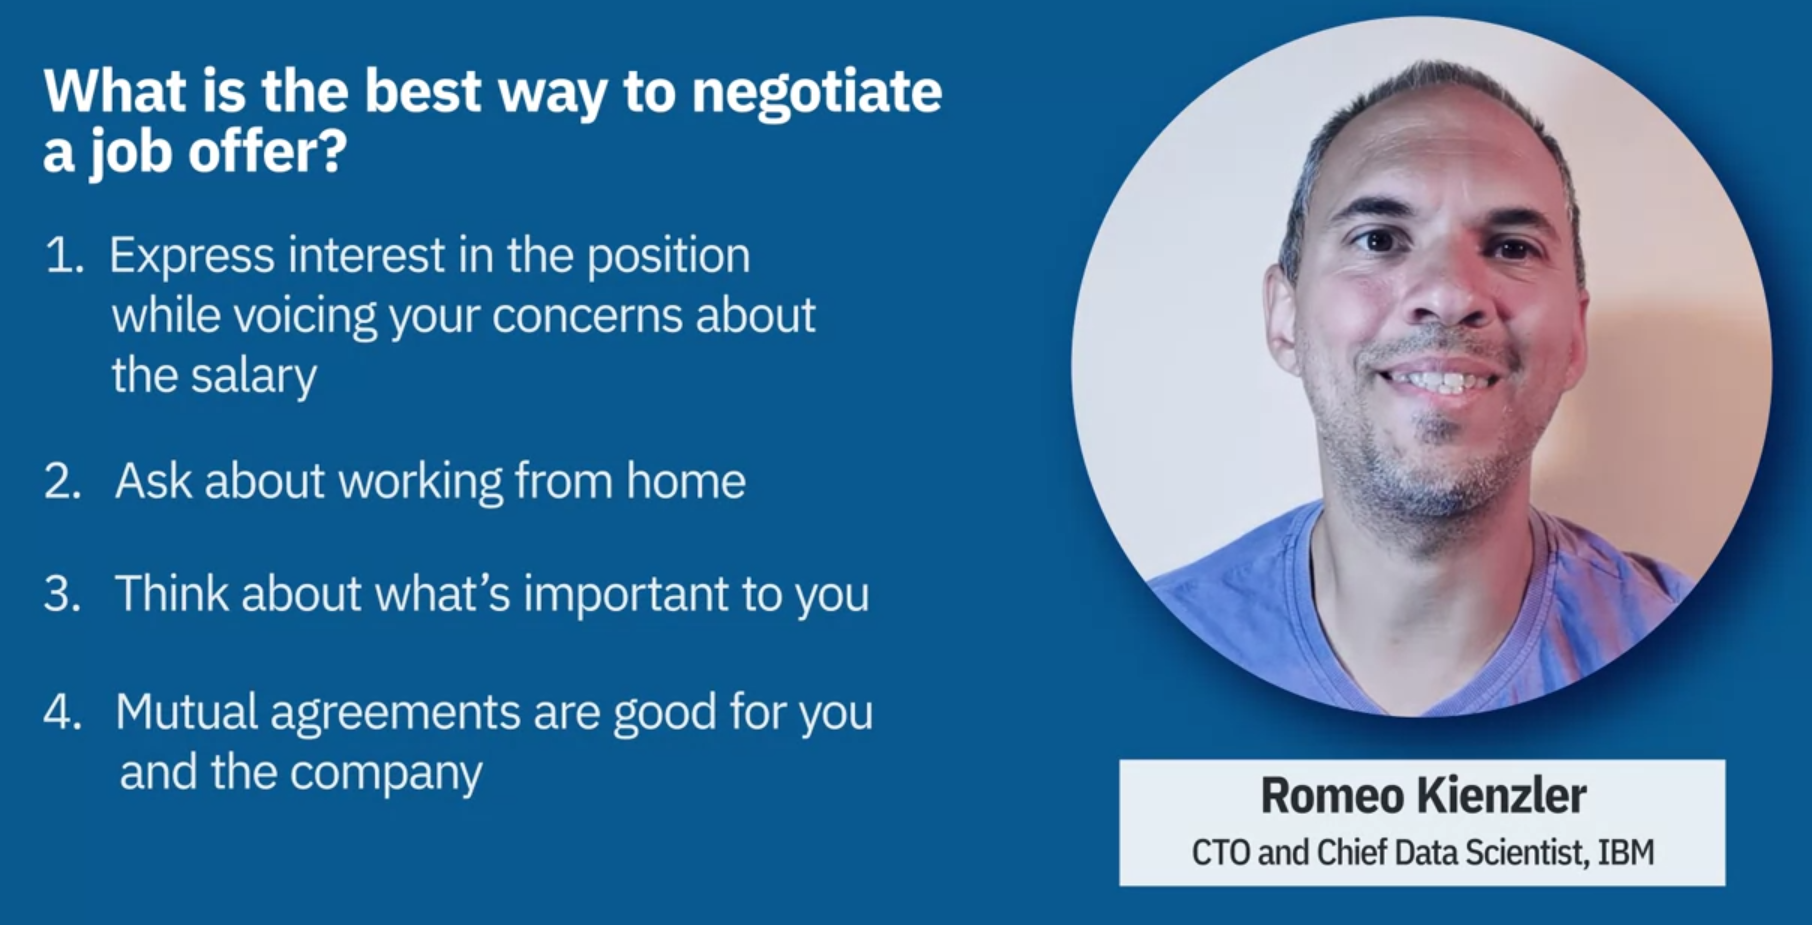 What is the best way to negotiate
a job offer?
1. Express interest in the position
while voicing your concerns about
the salary
2. Ask about working from home
3. Think about what's important to you
4. Mutual agreements are good for you
and the company
Romeo Kienzler
CTO and Chief Data Scientist, IBM